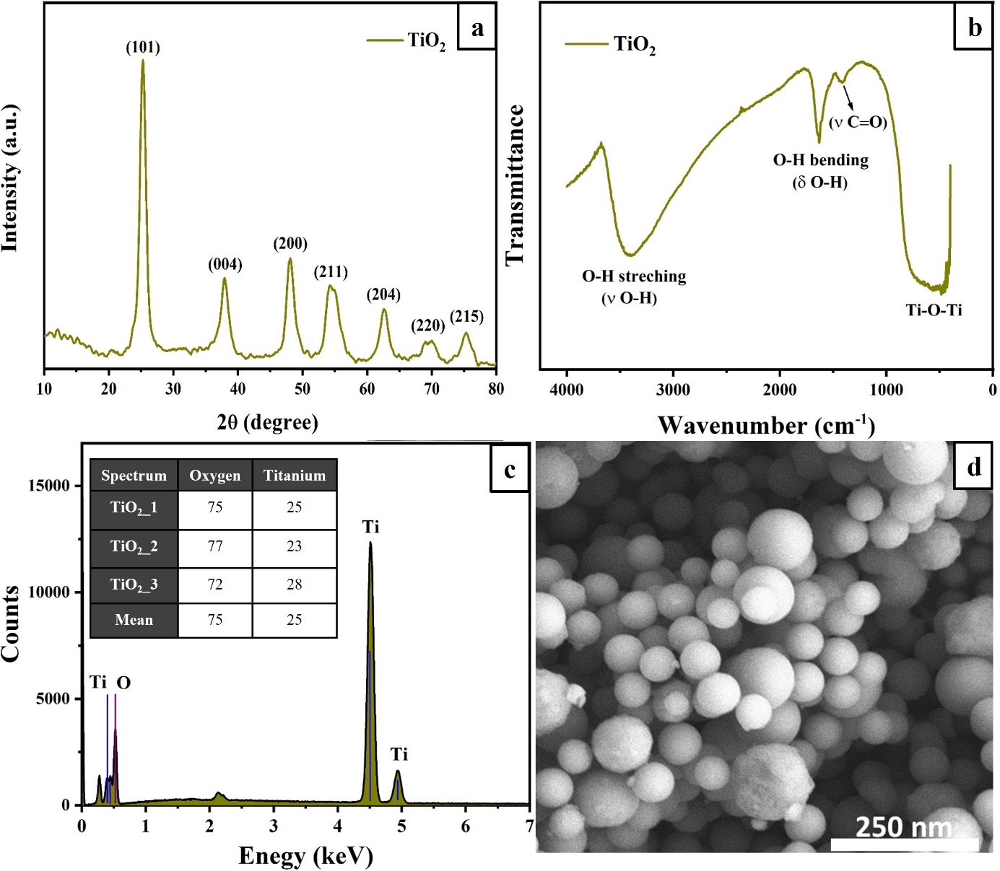 a
TiO2
(101)
(004)
(200)
(211)
(204)
(220)
(215)
Intensity (a.u.)
10 20 30 40 50 60 70 80
2θ (degree)
b
TiO2
(ν C=O)
O-H bending
(δ O-H)
O-H streching
(ν O-H)
Ti-O-Ti
Transmittance
4000 3000 2000 1000 0
Wavenumber (cm-1)
c
Spectrum Oxygen Titanium
TiO2_1 75 25
TiO2_2 77 23
TiO2_3 72 28
Mean 75 25
Ti
Ti O
Ti
15000
10000
5000
0
Counts
0 1 2 3 4 5 6 7
Enegy (keV)
d
250 nm